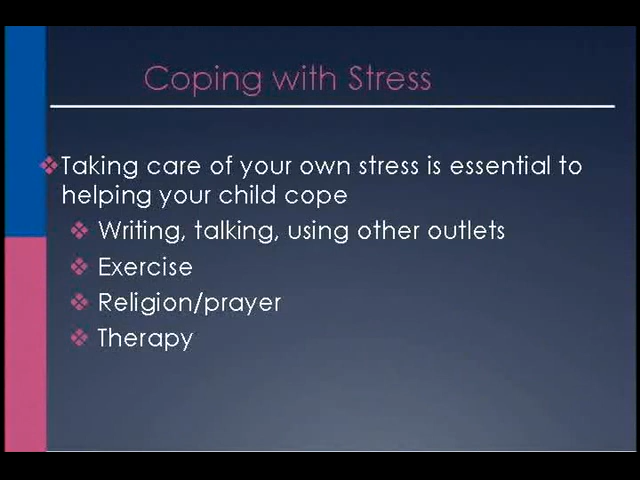 Coping with Stress
Taking care of your own stress is essential to
helping your child cope
Writing, talking, using other outlets
Exercise
Religion/prayer
Therapy